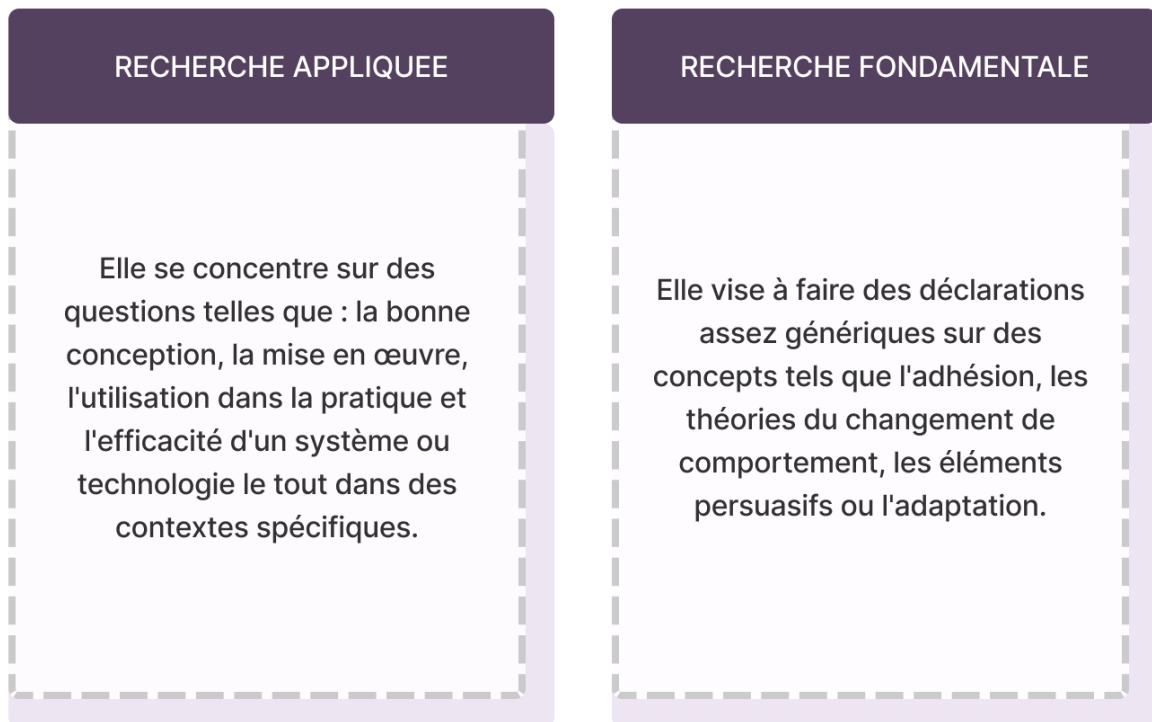 RECHERCHE APPLIQUEE
Elle se concentre sur des
questions telles que : la bonne
conception, la mise en œuvre,
l'utilisation dans la pratique et
l'efficacité d'un système ou
technologie le tout dans des
contextes spécifiques.
RECHERCHE FONDAMENTALE
Elle vise à faire des déclarations
assez génériques sur des
concepts tels que l'adhésion, les
théories du changement de
comportement, les éléments
persuasifs ou l'adaptation.